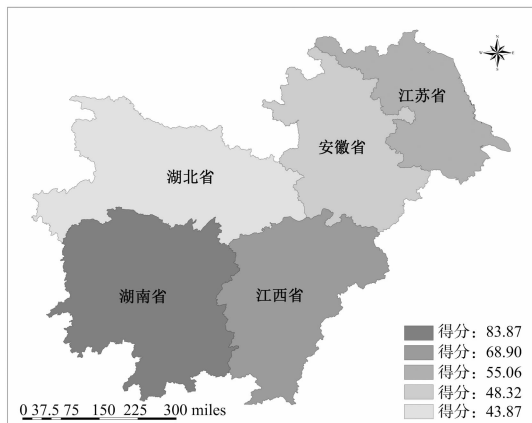 江苏省
安徽省
湖北省
湖南省
江西省
得分：83.87
得分：68.90
得分：55.06
得分：48.32
得分：43.87
0 37.5 75 150 225 300 miles